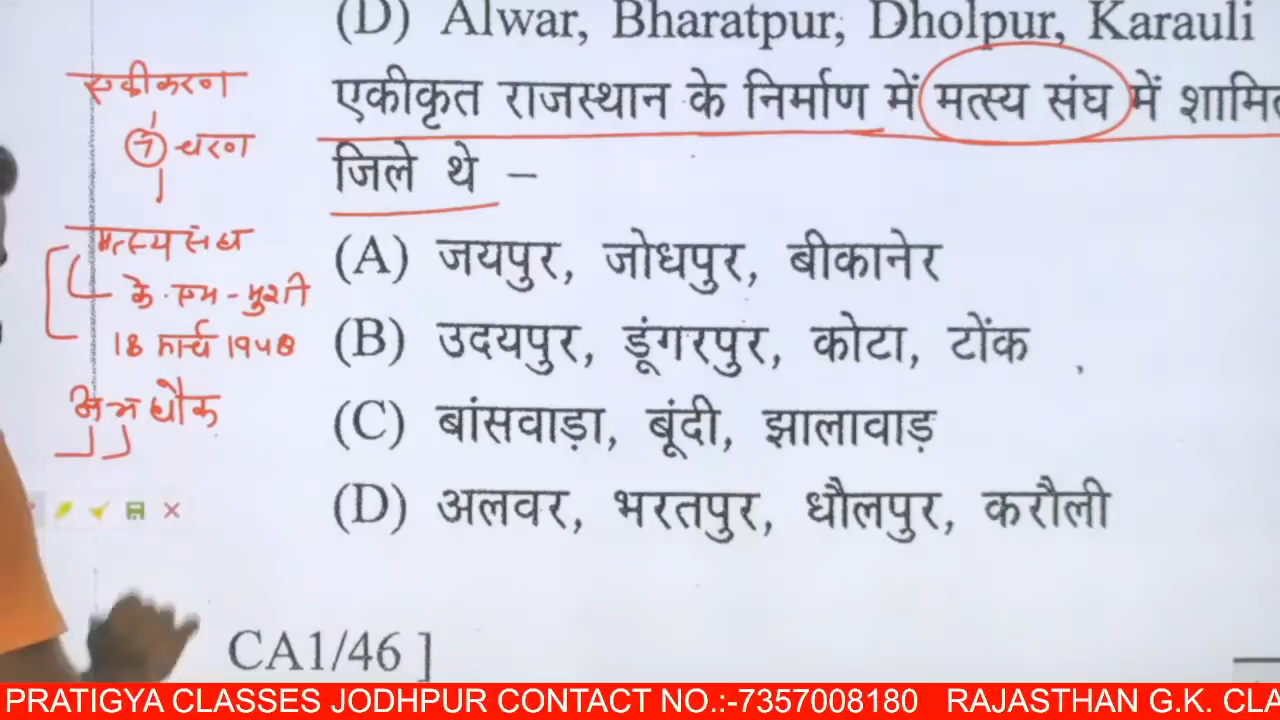 (D) Alwar, Bharatpur, Dholpur, Karauli
एकीकृत राजस्थान के निर्माण में मत्स्य संघ में शामि
जिले थे –
(A) जयपुर, जोधपुर, बीकानेर
(B) उदयपुर, डूंगरपुर, कोटा, टोंक
(C) बांसवाड़ा, बूंदी, झालावाड़
(D) अलवर, भरतपुर, धौलपुर, करौली
CA1/46 ]
एकीकरण
7 चरण
मत्स्य संघ
के. एम - मुंशी
18 मार्च 1948
अ भ धौ क
PRATIGYA CLASSES JODHPUR CONTACT NO.:-7357008180 RAJASTHAN G.K. CLA